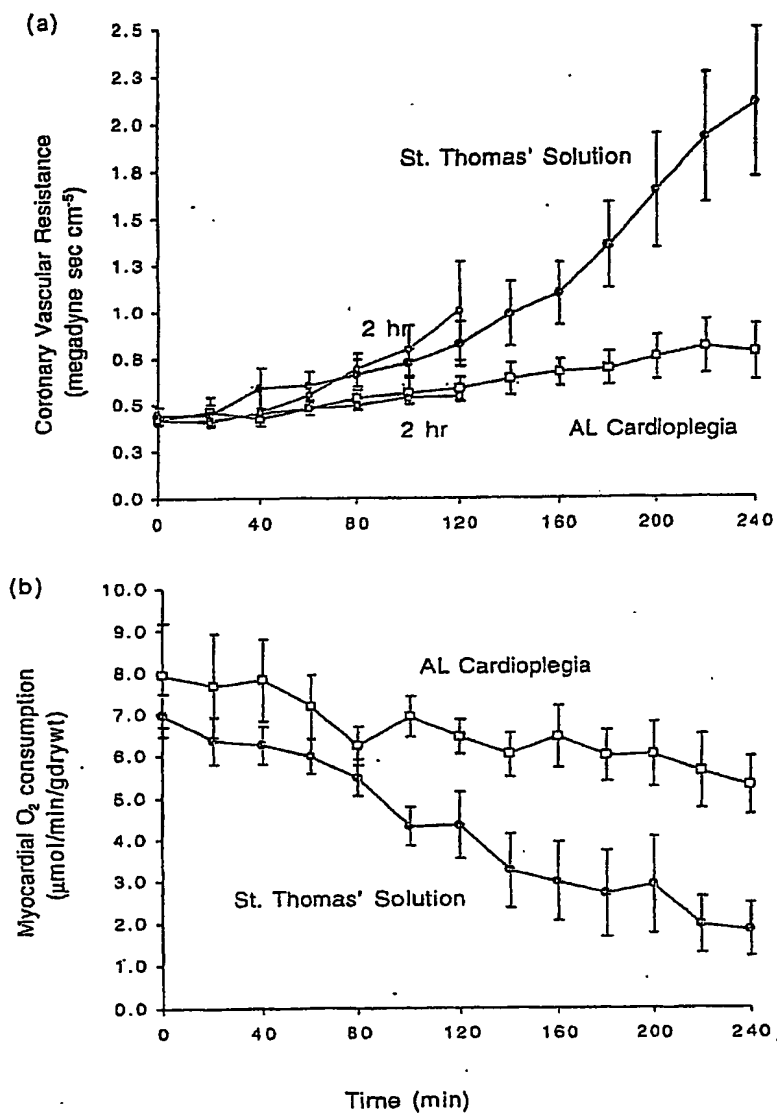 (a)
Coronary Vascular Resistance
(megadyne sec cm⁻⁵)
2.5
2.3
2.0
1.8
1.5
1.3
1.0
0.8
0.5
0.3
0.0
St. Thomas' Solution
2 hr
2 hr
AL Cardioplegia
0 40 80 120 160 200 240
(b)
Myocardial O₂ consumption
(μmol/min/gdrywt)
10.0
9.0
8.0
7.0
6.0
5.0
4.0
3.0
2.0
1.0
0.0
AL Cardioplegia
St. Thomas' Solution
0 40 80 120 160 200 240
Time (min)